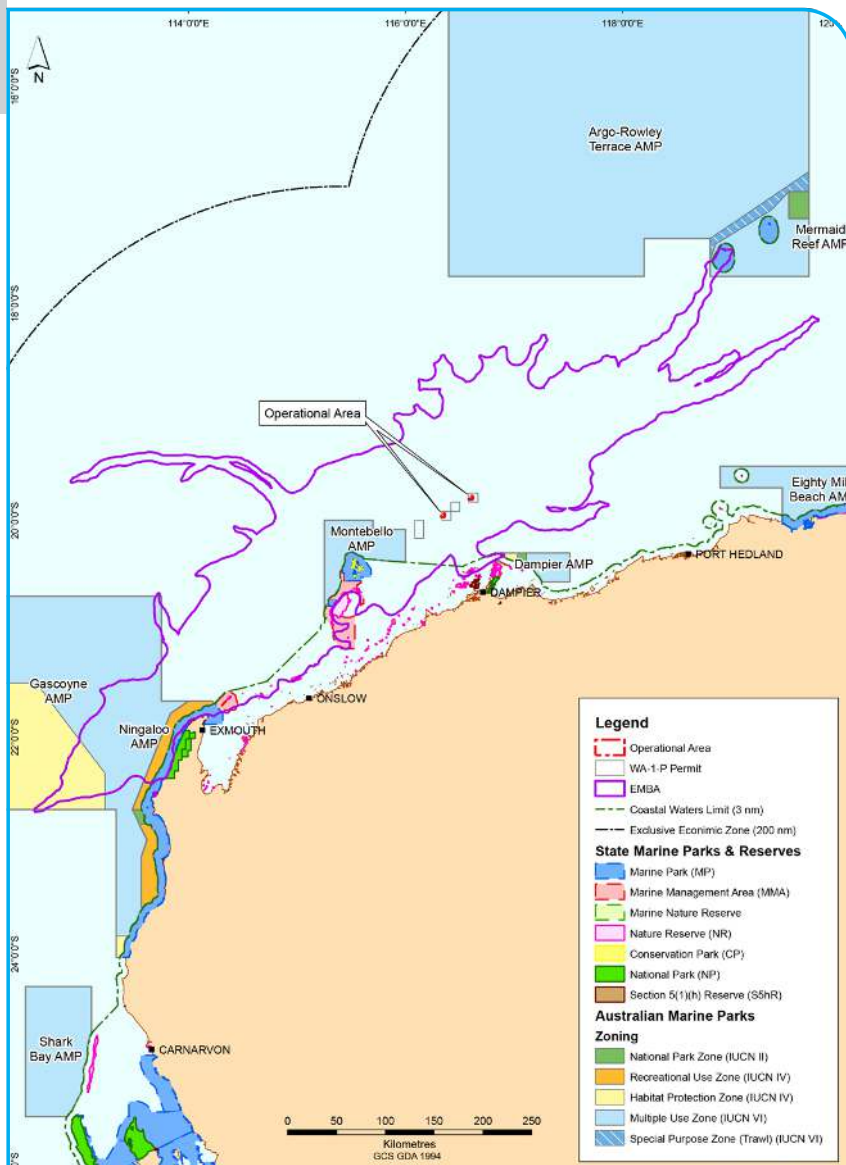 114°0'0"E
116°0'0"E
118°0'0"E
120
N
16°0'0"S
18°0'0"S
20°0'0"S
22°0'0"S
24°0'0"S
Argo-Rowley
Terrace AMP
Mermaid
Reef AMP
Operational Area
Eighty Mil
Beach AM
Montebello
AMP
PORT HEDLAND
Dampier AMP
DAMPIER
Gascoyne
AMP
ONSLOW
Ningaloo
AMP
EXMOUTH
Shark
Bay AMP
CARNARVON
Legend
Operational Area
WA-1-P Permit
EMBA
Coastal Waters Limit (3 nm)
Exclusive Econimic Zone (200 nm)
State Marine Parks & Reserves
Marine Park (MP)
Marine Management Area (MMA)
Marine Nature Reserve
Nature Reserve (NR)
Conservation Park (CP)
National Park (NP)
Section 5(1)(h) Reserve (S5hR)
Australian Marine Parks
Zoning
National Park Zone (IUCN II)
Recreational Use Zone (IUCN IV)
Habitat Protection Zone (IUCN IV)
Multiple Use Zone (IUCN VI)
Special Purpose Zone (Trawl) (IUCN VI)
0 50 100 150 200 250
Kilometres
GCS GDA 1994